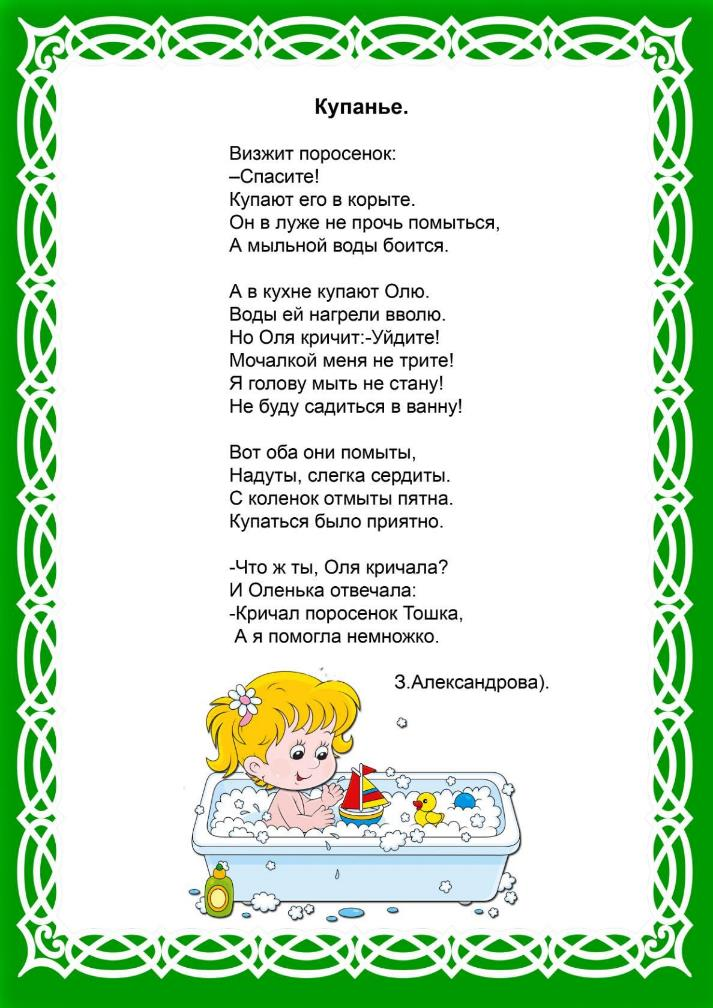 Купанье.
Визжит поросенок:
–Спасите!
Купают его в корыте.
Он в луже не прочь помыться,
А мыльной воды боится.
А в кухне купают Олю.
Воды ей нагрели вволю.
Но Оля кричит:-Уйдите!
Мочалкой меня не трите!
Я голову мыть не стану!
Не буду садиться в ванну!
Вот оба они помыты,
Надуты, слегка сердиты.
С коленок отмыты пятна.
Купаться было приятно.
-Что ж ты, Оля кричала?
И Оленька отвечала:
-Кричал поросенок Тошка,
А я помогла немножко.
З.Александрова).